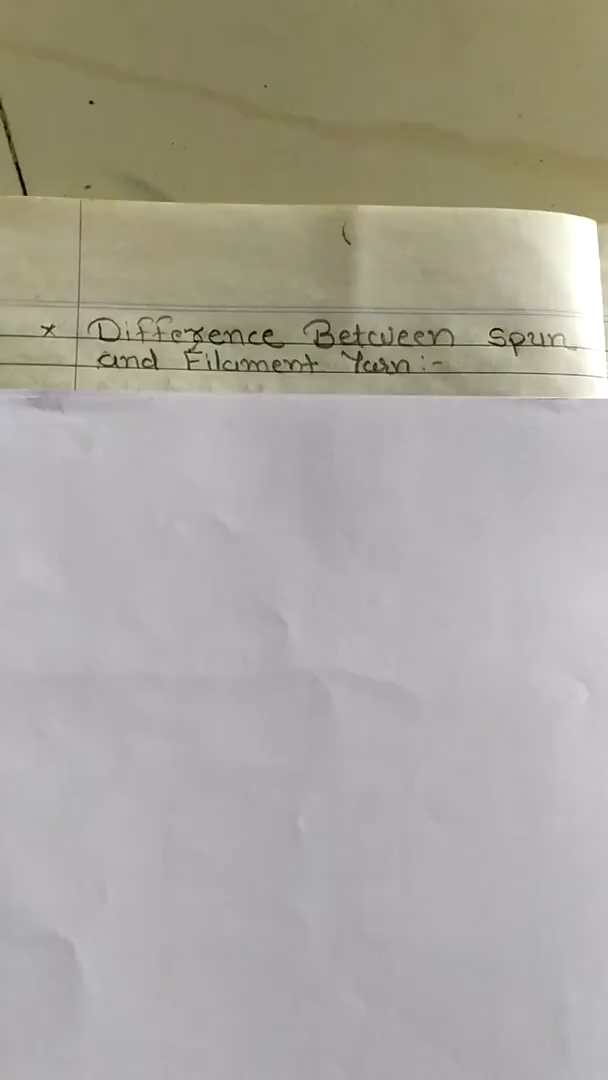 × Difference Between Spun
and Filament Yarn :-